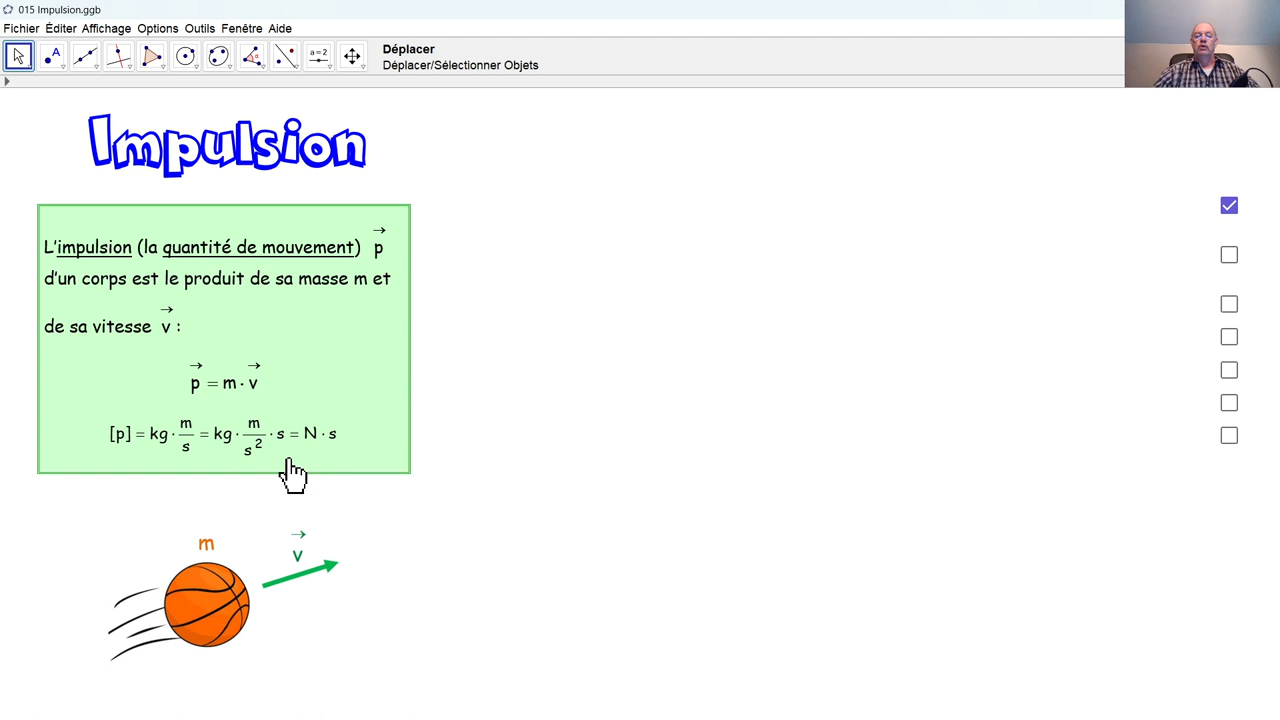 015 Impulsion.ggb
Fichier Éditer Affichage Options Outils Fenêtre Aide
A
a=2
Déplacer
Déplacer/Sélectionner Objets
Impulsion
L'impulsion (la quantité de mouvement) p⃗
d'un corps est le produit de sa masse m et
de sa vitesse v⃗ :
p⃗ = m · v⃗
[p] = kg · m/s = kg · m/s² · s = N · s
m
v⃗